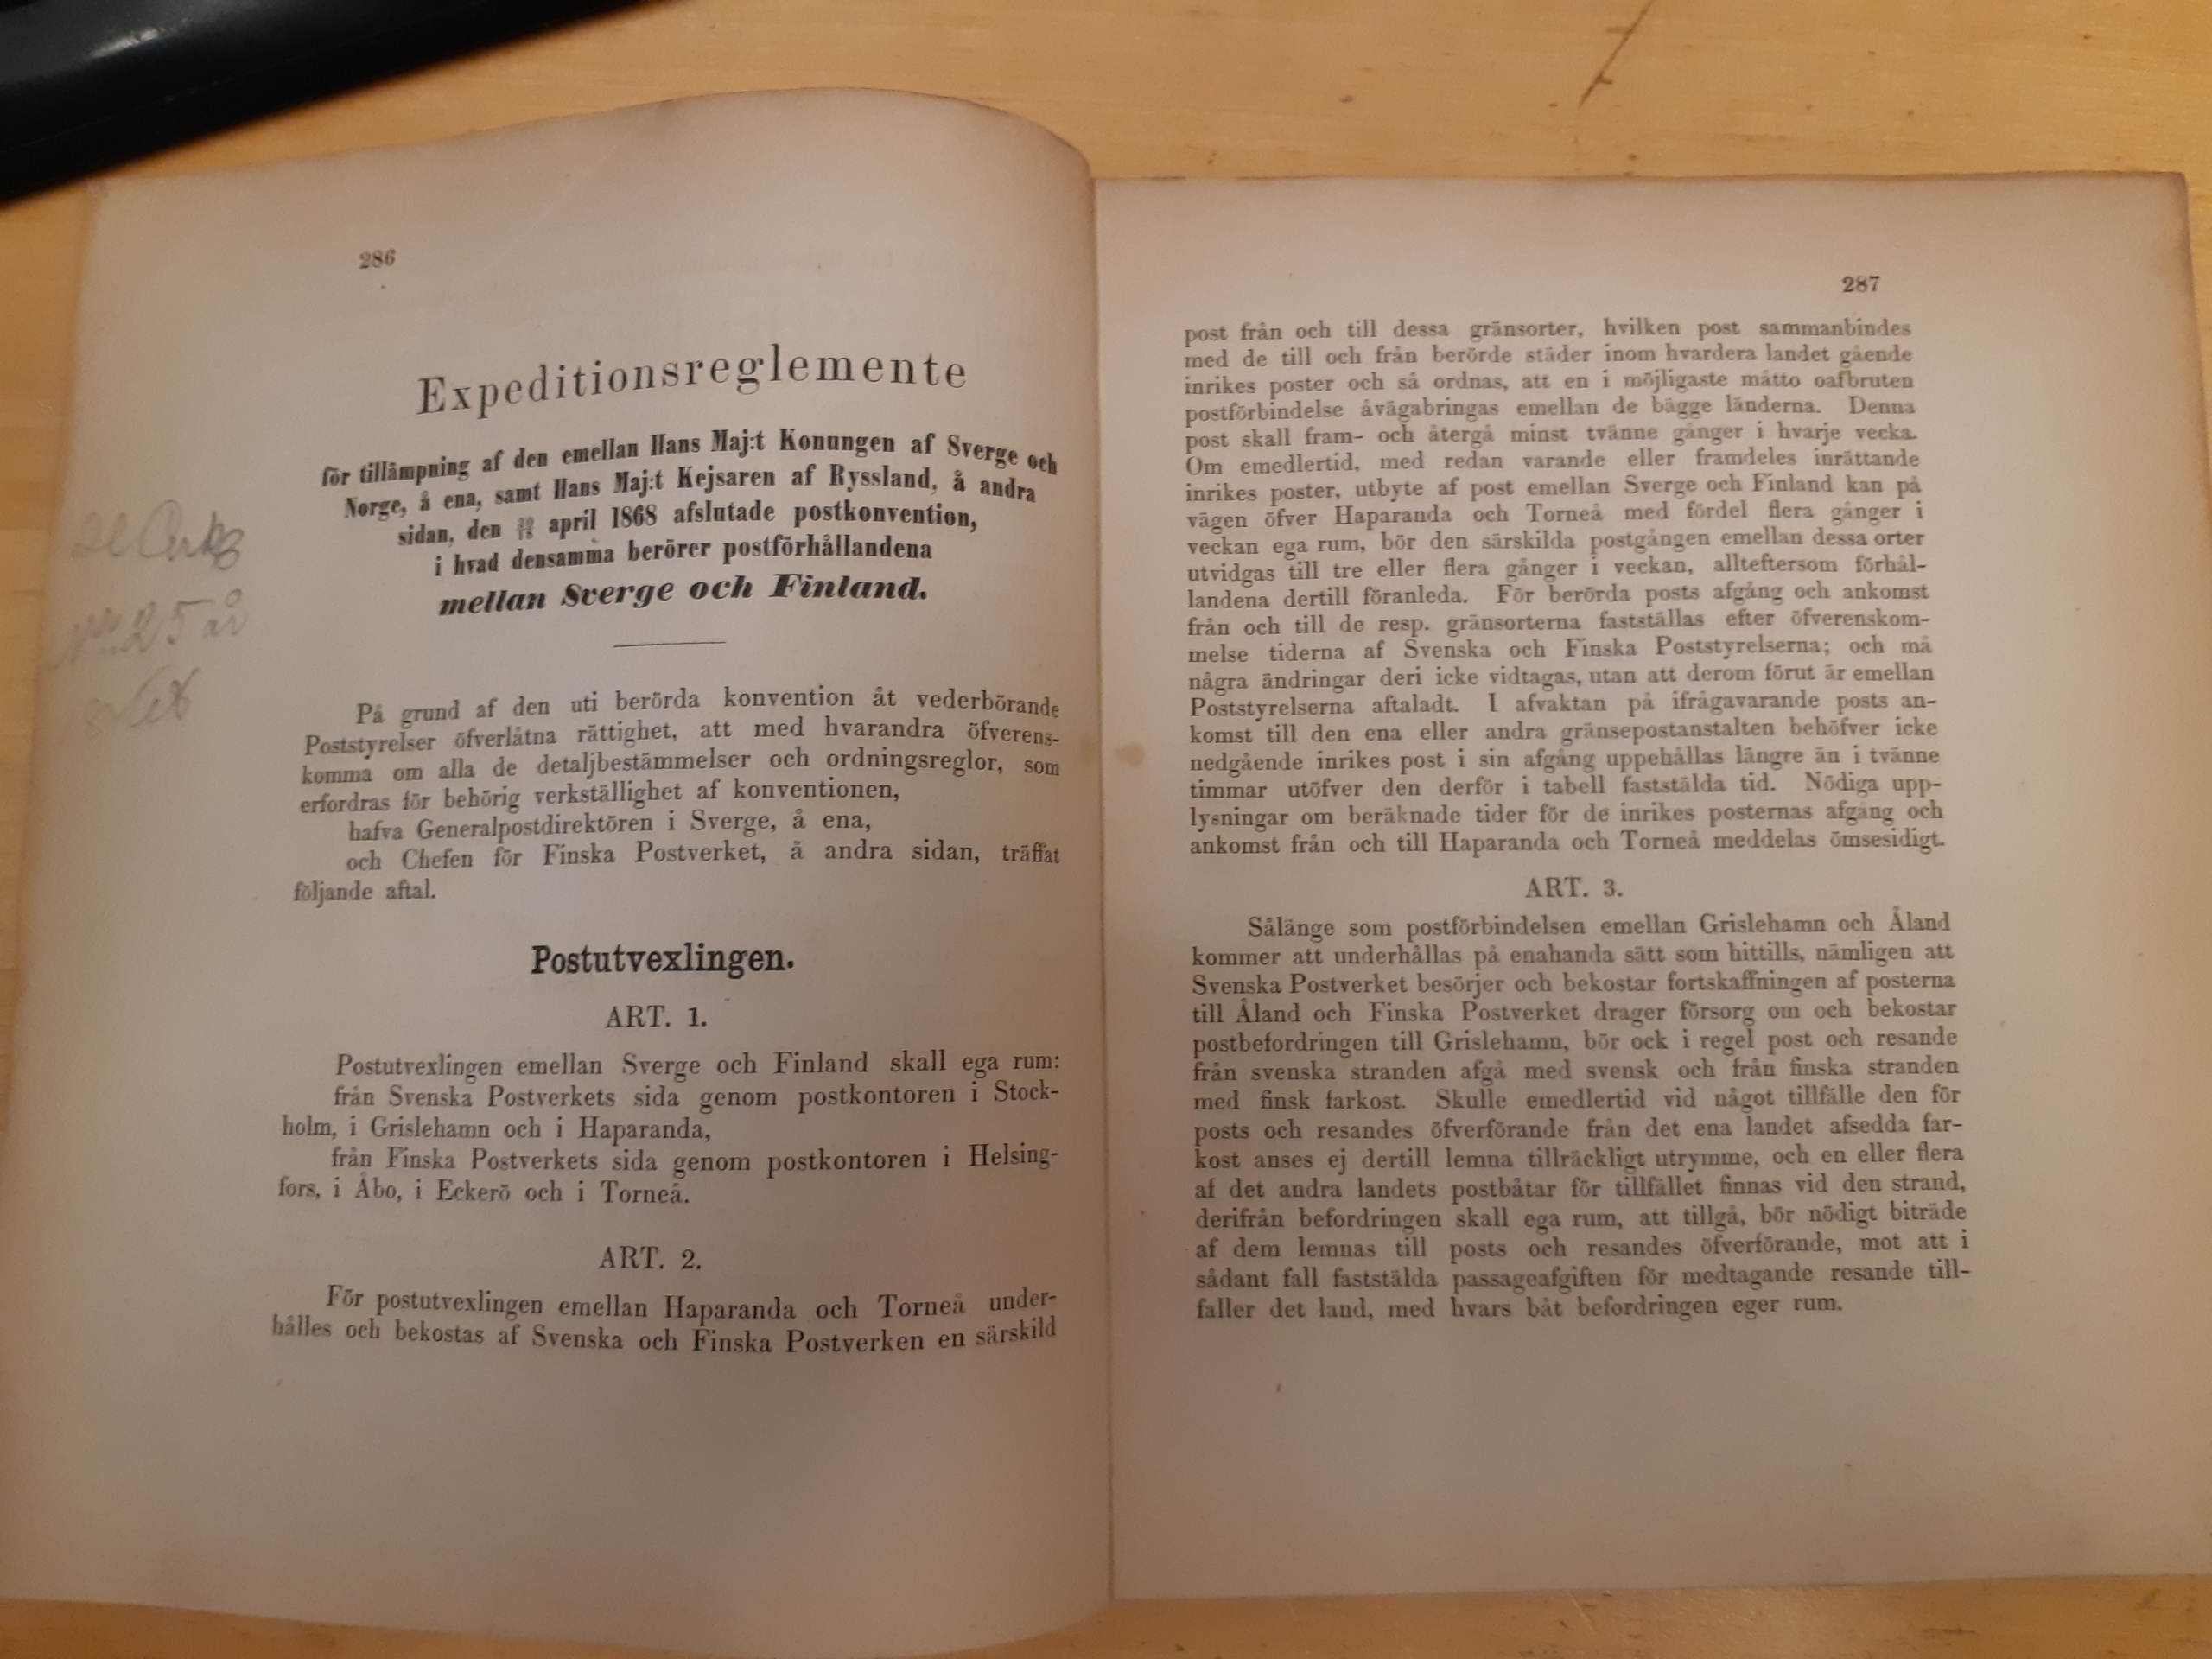 286
Expeditionsreglemente
för tillämpning af den emellan Hans Maj:t Konungen af Sverge och
Norge, å ena, samt Hans Maj:t Kejsaren af Ryssland, å andra
sidan, den april 1868 afslutade postkonvention,
i hvad densamma berörer postförhållandena
mellan Sverge och Finland.
På grund af den uti berörda konvention åt vederbörande
Poststyrelser öfverlåtna rättighet, att med hvarandra öfverens-
komma om alla de detaljbestämmelser och ordningsreglor, som
erfordras för behörig verkställighet af konventionen,
hafva Generalpostdirektören i Sverge, å ena,
och Chefen för Finska Postverket, å andra sidan, träffat
följande aftal.
Postutvexlingen.
ART. 1.
Postutvexlingen emellan Sverge och Finland skall ega rum:
från Svenska Postverkets sida genom postkontoren i Stock-
holm, i Grislehamn och i Haparanda,
från Finska Postverkets sida genom postkontoren i Helsing-
fors, i Åbo, i Eckerö och i Torneå.
ART. 2.
För postutvexlingen emellan Haparanda och Torneå under-
hålles och bekostas af Svenska och Finska Postverken en särskild
25 år
287
post från och till dessa gränsorter, hvilken post sammanbindes
med de till och från berörde städer inom hvardera landet gående
inrikes poster och så ordnas, att en i möjligaste måtto oafbruten
postförbindelse åvägabringas emellan de bägge länderna. Denna
post skall fram- och återgå minst tvänne gånger i hvarje vecka.
Om emedlertid, med redan varande eller framdeles inrättande
inrikes poster, utbyte af post emellan Sverge och Finland kan på
vägen öfver Haparanda och Torneå med fördel flera gånger i
veckan ega rum, bör den särskilda postgången emellan dessa orter
utvidgas till tre eller flera gånger i veckan, allteftersom förhål-
landena dertill föranleda. För berörda posts afgång och ankomst
från och till de resp. gränsorterna fastställas efter öfverenskom-
melse tiderna af Svenska och Finska Poststyrelserna; och må
några ändringar deri icke vidtagas, utan att derom förut är emellan
Poststyrelserna aftaladt. I afvaktan på ifrågavarande posts an-
komst till den ena eller andra gränsepostanstalten behöfver icke
nedgående inrikes post i sin afgång uppehållas längre än i tvänne
timmar utöfver den derför i tabell faststälda tid. Nödiga upp-
lysningar om beräknade tider för de inrikes posternas afgång och
ankomst från och till Haparanda och Torneå meddelas ömsesidigt.
ART. 3.
Sålänge som postförbindelsen emellan Grislehamn och Åland
kommer att underhållas på enahanda sätt som hittills, nämligen att
Svenska Postverket besörjer och bekostar fortskaffningen af posterna
till Åland och Finska Postverket drager försorg om och bekostar
postbefordringen till Grislehamn, bör ock i regel post och resande
från svenska stranden afgå med svensk och från finska stranden
med finsk farkost. Skulle emedlertid vid något tillfälle den för
posts och resandes öfverförande från det ena landet afsedda far-
kost anses ej dertill lemna tillräckligt utrymme, och en eller flera
af det andra landets postbåtar för tillfället finnas vid den strand,
derifrån befordringen skall ega rum, att tillgå, bör nödigt biträde
af dem lemnas till posts och resandes öfverförande, mot att i
sådant fall faststälda passageafgiften för medtagande resande till-
faller det land, med hvars båt befordringen eger rum.